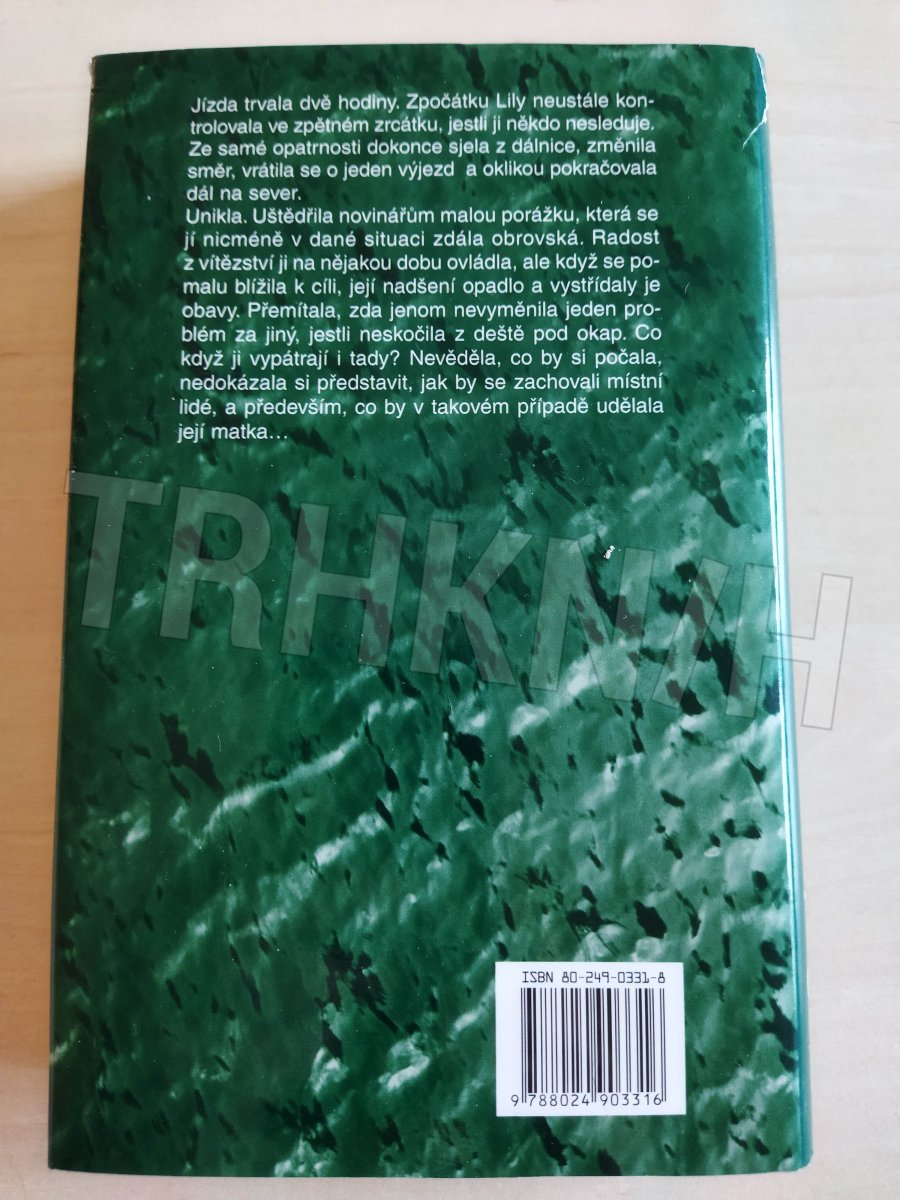 Jízda trvala dvě hodiny. Zpočátku Lily neustále kon-
trolovala ve zpětném zrcátku, jestli ji někdo nesleduje.
Ze samé opatrnosti dokonce sjela z dálnice, změnila
směr, vrátila se o jeden výjezd a oklikou pokračovala
dál na sever.
Unikla. Uštědřila novinářům malou porážku, která se
jí nicméně v dané situaci zdála obrovská. Radost
z vítězství ji na nějakou dobu ovládla, ale když se po-
malu blížila k cíli, její nadšení opadlo a vystřídaly je
obavy. Přemítala, zda jenom nevyměnila jeden pro-
blém za jiný, jestli neskočila z deště pod okap. Co
když ji vypátrají i tady? Nevěděla, co by si počala,
nedokázala si představit, jak by se zachovali místní
lidé, a především, co by v takovém případě udělala
její matka...
TRHKNIH
ISBN 80-249-0331-8
9 788024 903316